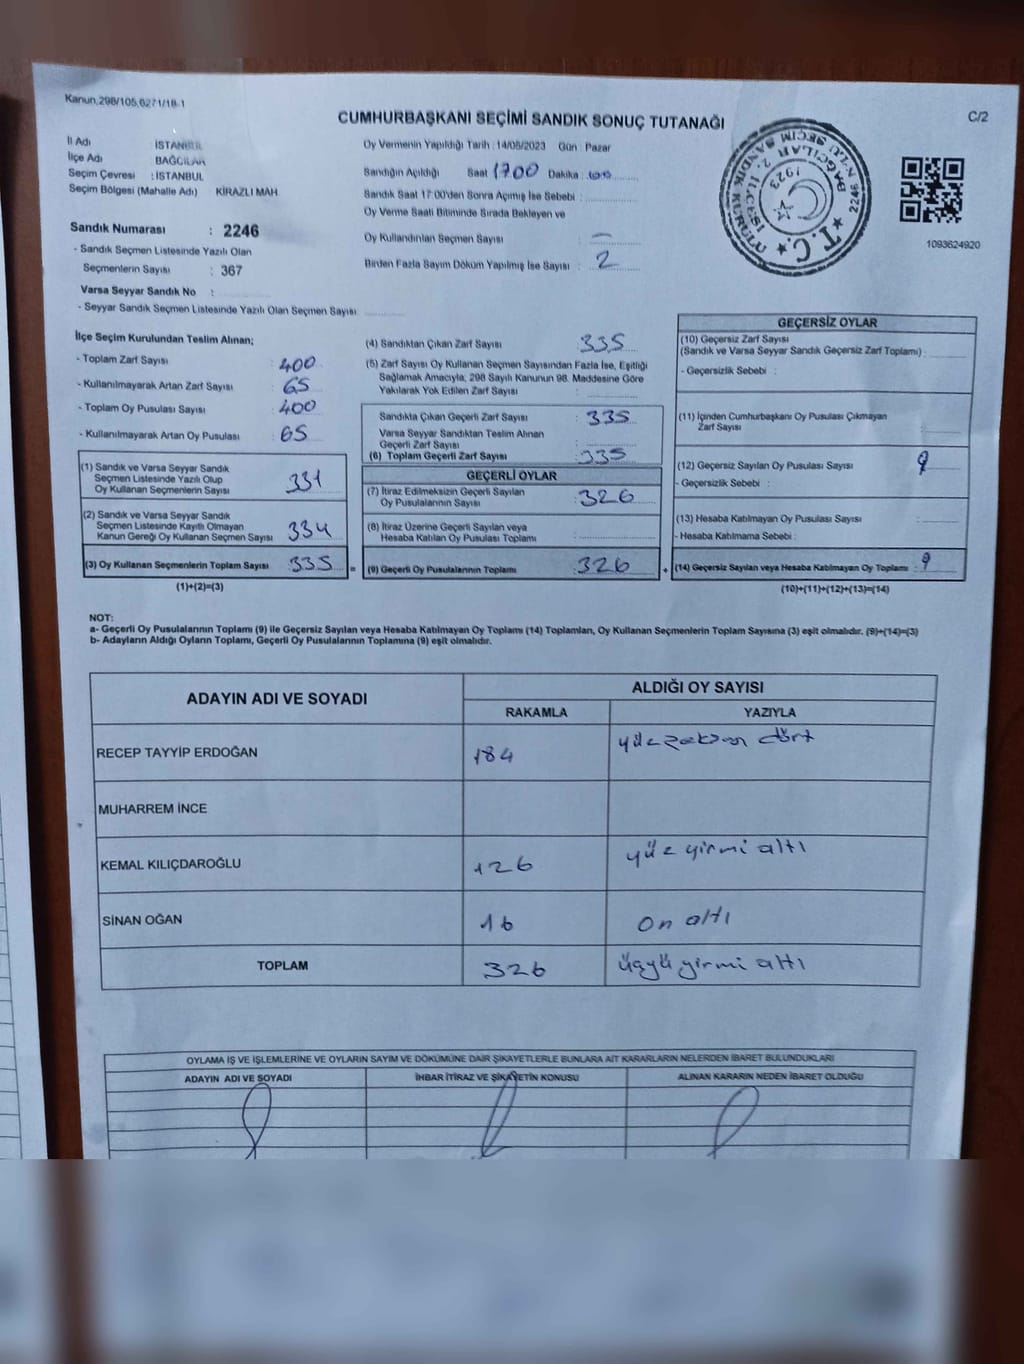 Kanun,298/105,6271/18-1
C/2
CUMHURBAŞKANI SEÇİMİ SANDIK SONUÇ TUTANAĞI
İl Adı İSTANBUL
İlçe Adı BAĞCILAR
Seçim Çevresi : İSTANBUL
Seçim Bölgesi (Mahalle Adı) KİRAZLI MAH.
Sandık Numarası : 2246
- Sandık Seçmen Listesinde Yazılı Olan
Seçmenlerin Sayısı : 367
Varsa Seyyar Sandık No :
- Seyyar Sandık Seçmen Listesinde Yazılı Olan Seçmen Sayısı
Oy Vermenin Yapıldığı Tarih : 14/05/2023 Gün : Pazar
Sandığın Açıldığı Saat 1700 Dakika :
Sandık Saat 17:00'den Sonra Açımış İse Sebebi :
Oy Verme Saati Bitiminde Sırada Bekleyen ve
Oy Kullandırılan Seçmen Sayısı : —
Birden Fazla Sayım Döküm Yapılmış İse Sayısı : 2
T.C.
1923
BAĞCILAR 2. İLÇESİ
2246 N'LU SEÇİM
SANDIK KURULU
1093624920
İlçe Seçim Kurulundan Teslim Alınan;
- Toplam Zarf Sayısı : 400
- Kullanılmayarak Artan Zarf Sayısı : 65
- Toplam Oy Pusulası Sayısı : 400
- Kullanılmayarak Artan Oy Pusulası : 65
(1) Sandık ve Varsa Seyyar Sandık
Seçmen Listesinde Yazılı Olup
Oy Kullanan Seçmenlerin Sayısı : 331
(2) Sandık ve Varsa Seyyar Sandık
Seçmen Listesinde Kayıtlı Olmayan
Kanun Gereği Oy Kullanan Seçmen Sayısı : 334
(3) Oy Kullanan Seçmenlerin Toplam Sayısı : 335 =
(1)+(2)=(3)
(4) Sandıktan Çıkan Zarf Sayısı : 335
(5) Zarf Sayısı Oy Kullanan Seçmen Sayısından Fazla İse, Eşitliği
Sağlamak Amacıyla, 298 Sayılı Kanunun 98. Maddesine Göre
Yakılarak Yok Edilen Zarf Sayısı :
Sandıkta Çıkan Geçerli Zarf Sayısı : 335
Varsa Seyyar Sandıktan Teslim Alınan
Geçerli Zarf Sayısı :
(6) Toplam Geçerli Zarf Sayısı : 335
GEÇERLİ OYLAR
(7) İtiraz Edilmeksizin Geçerli Sayılan
Oy Pusulalarının Sayısı : 326
(8) İtiraz Üzerine Geçerli Sayılan veya
Hesaba Katılan Oy Pusulası Toplamı :
(9) Geçerli Oy Pusulalarının Toplamı : 326 +
GEÇERSİZ OYLAR
(10) Geçersiz Zarf Sayısı
(Sandık ve Varsa Seyyar Sandık Geçersiz Zarf Toplamı) :
- Geçersizlik Sebebi :
(11) İçinden Cumhurbaşkanı Oy Pusulası Çıkmayan
Zarf Sayısı :
(12) Geçersiz Sayılan Oy Pusulası Sayısı : 9
- Geçersizlik Sebebi :
(13) Hesaba Katılmayan Oy Pusulası Sayısı :
- Hesaba Katılmama Sebebi :
(14) Geçersiz Sayılan veya Hesaba Katılmayan Oy Toplamı : 9
(10)+(11)+(12)+(13)=(14)
NOT:
a- Geçerli Oy Pusulalarının Toplamı (9) ile Geçersiz Sayılan veya Hesaba Katılmayan Oy Toplamı (14) Toplamları, Oy Kullanan Seçmenlerin Toplam Sayısına (3) eşit olmalıdır. (9)+(14)=(3)
b- Adayların Aldığı Oyların Toplamı, Geçerli Oy Pusulalarının Toplamına (9) eşit olmalıdır.
ADAYIN ADI VE SOYADI ALDIĞI OY SAYISI
RAKAMLA YAZIYLA
RECEP TAYYİP ERDOĞAN 184 yüzseksen dört
MUHARREM İNCE
KEMAL KILIÇDAROĞLU 126 yüz yirmi altı
SİNAN OĞAN 16 on altı
TOPLAM 326 üçyü yirmi altı
OYLAMA İŞ VE İŞLEMLERİNE VE OYLARIN SAYIM VE DÖKÜMÜNE DAİR ŞİKAYETLERLE BUNLARA AİT KARARLARIN NELERDEN İBARET BULUNDUKLARI
ADAYIN ADI VE SOYADI İHBAR İTİRAZ VE ŞİKAYETİN KONUSU ALINAN KARARIN NEDEN İBARET OLDUĞU